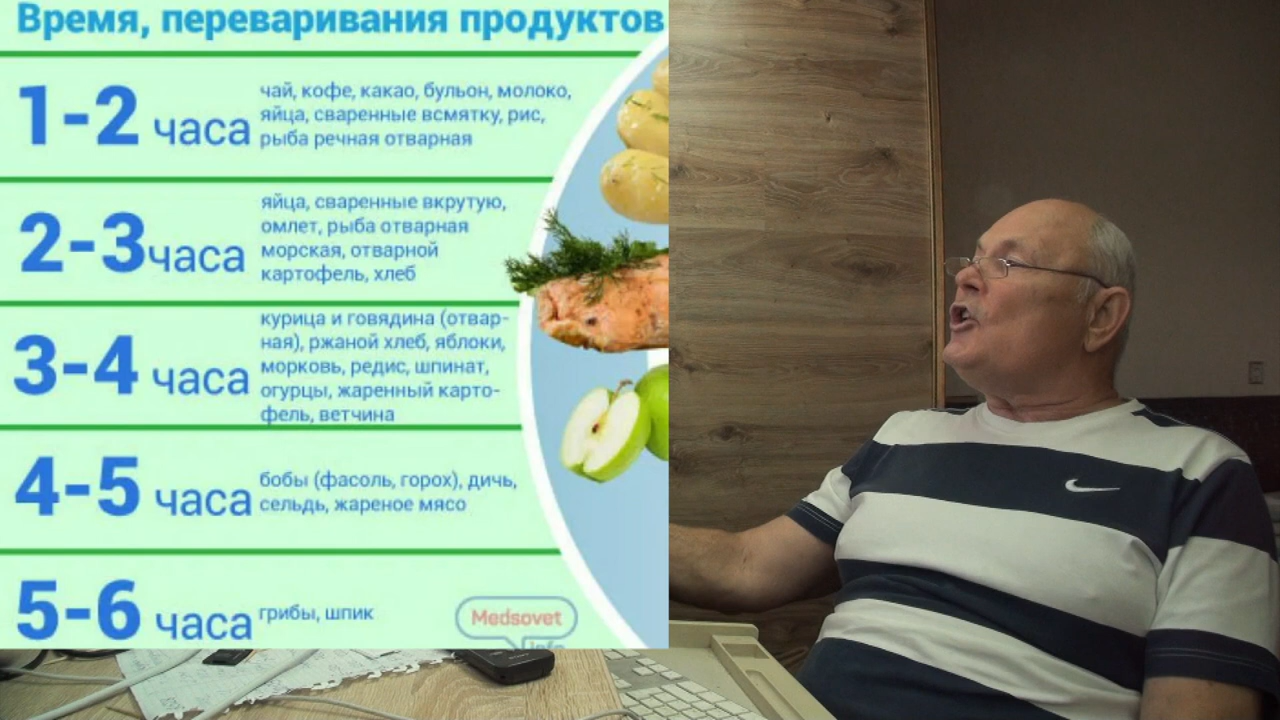 Время, переваривания продуктов
1-2 часа
чай, кофе, какао, бульон, молоко,
яйца, сваренные всмятку, рис,
рыба речная отварная
2-3часа
яйца, сваренные вкрутую,
омлет, рыба отварная
морская, отварной
картофель, хлеб
3-4 часа
курица и говядина (отвар-
ная), ржаной хлеб, яблоки,
морковь, редис, шпинат,
огурцы, жаренный карто-
фель, ветчина
4-5 часа
бобы (фасоль, горох), дичь,
сельдь, жареное мясо
5-6 часа
грибы, шпик
Medsovet
info